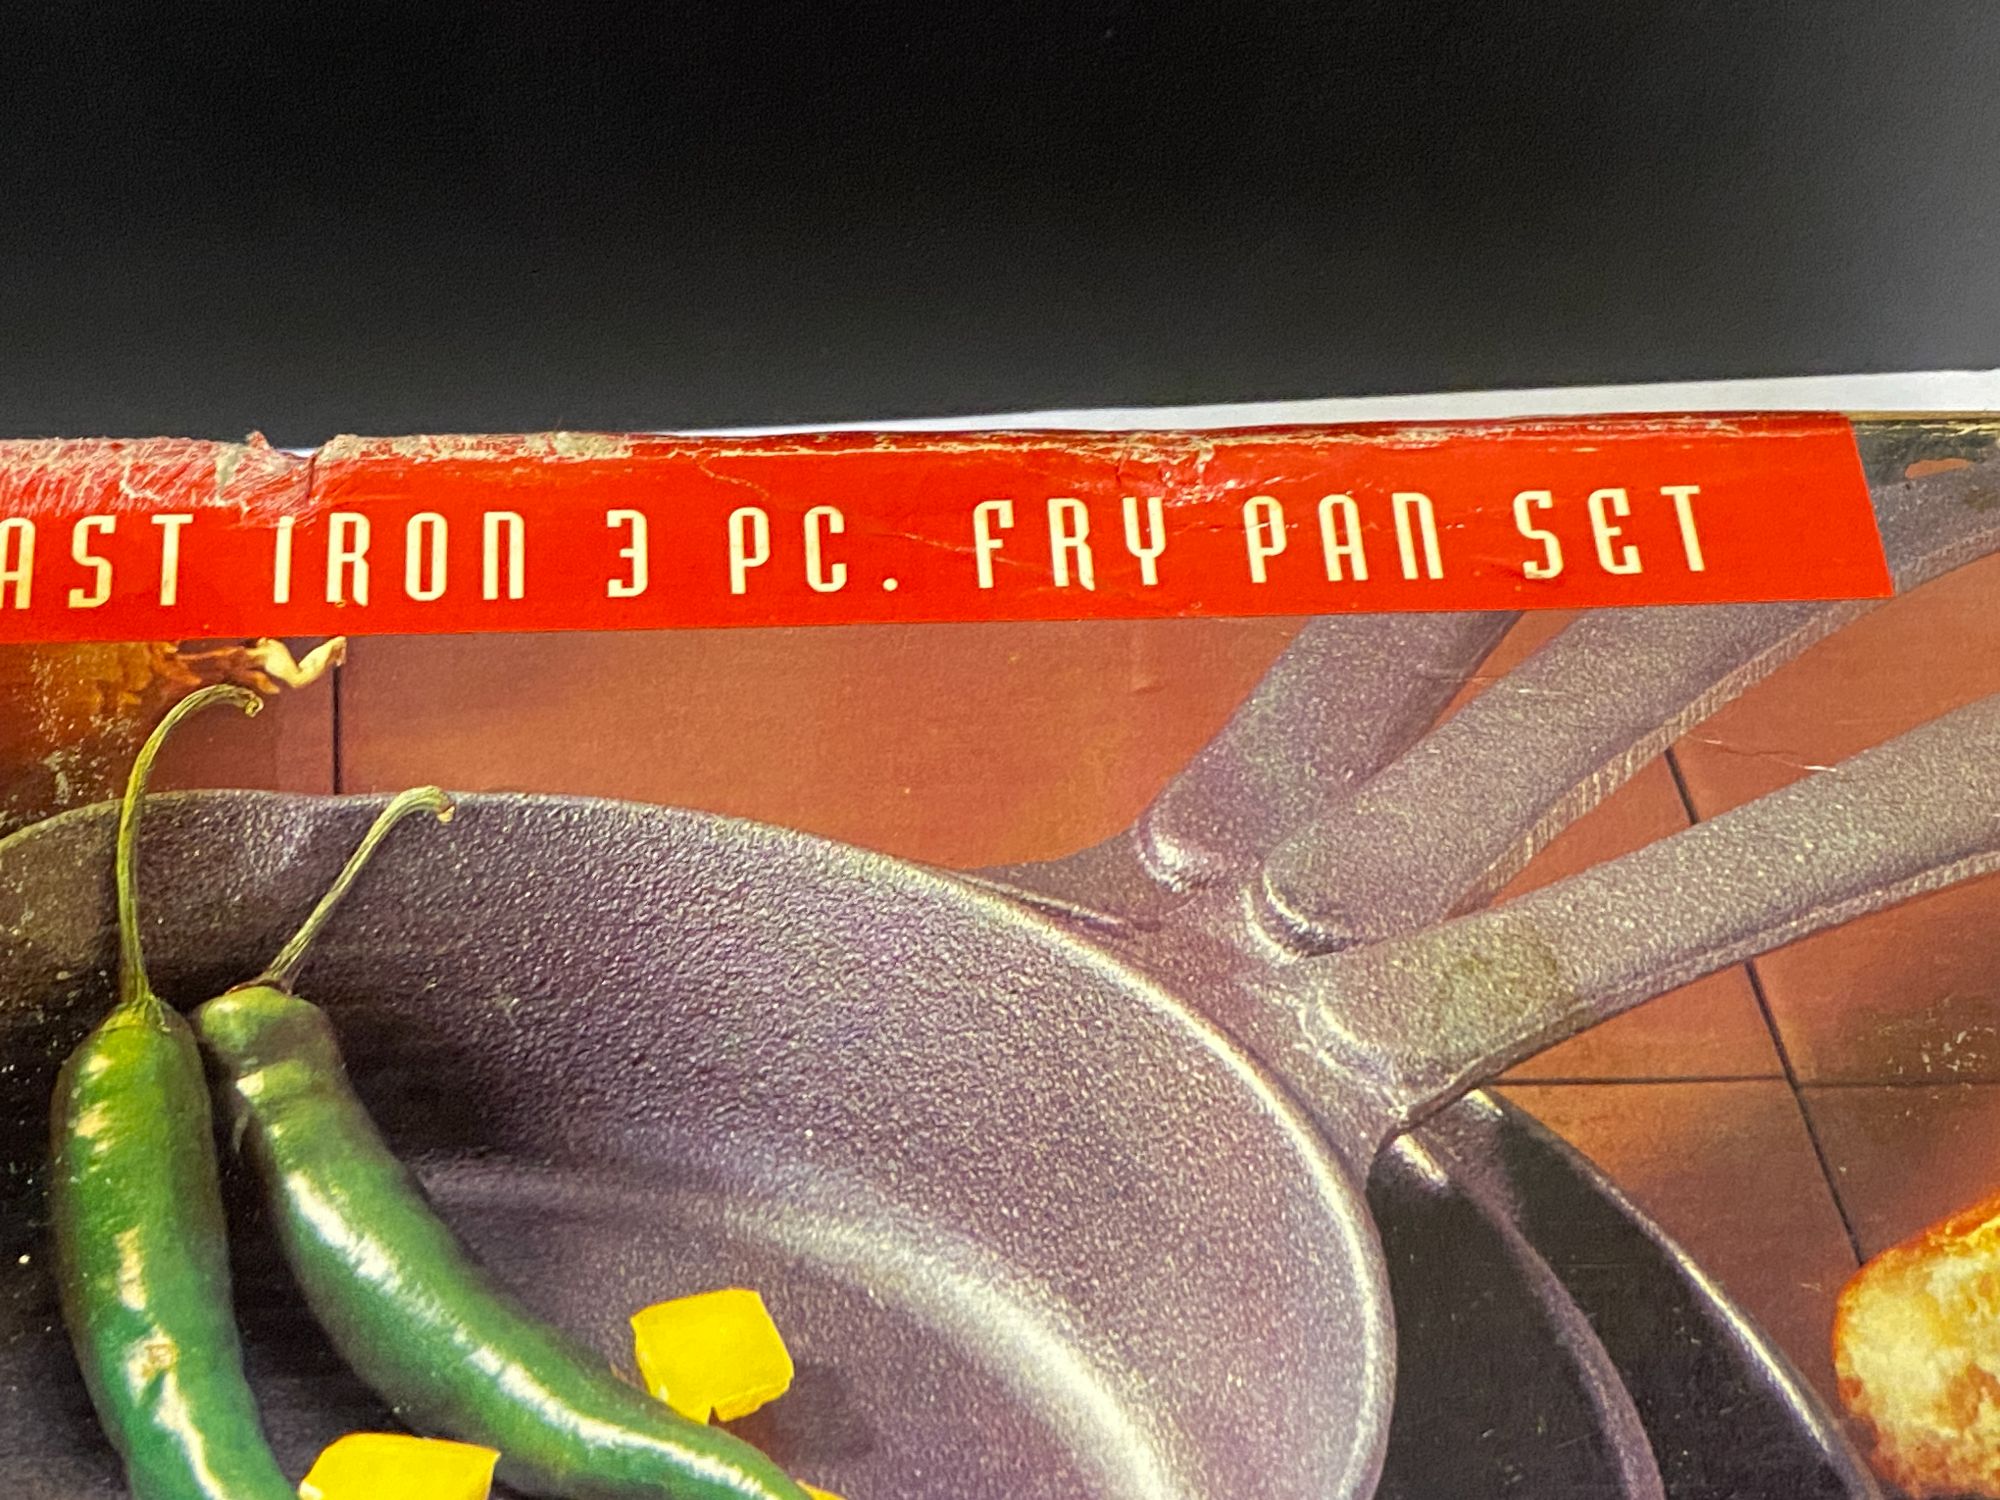 AST IRON 3 PC. FRY PAN SET